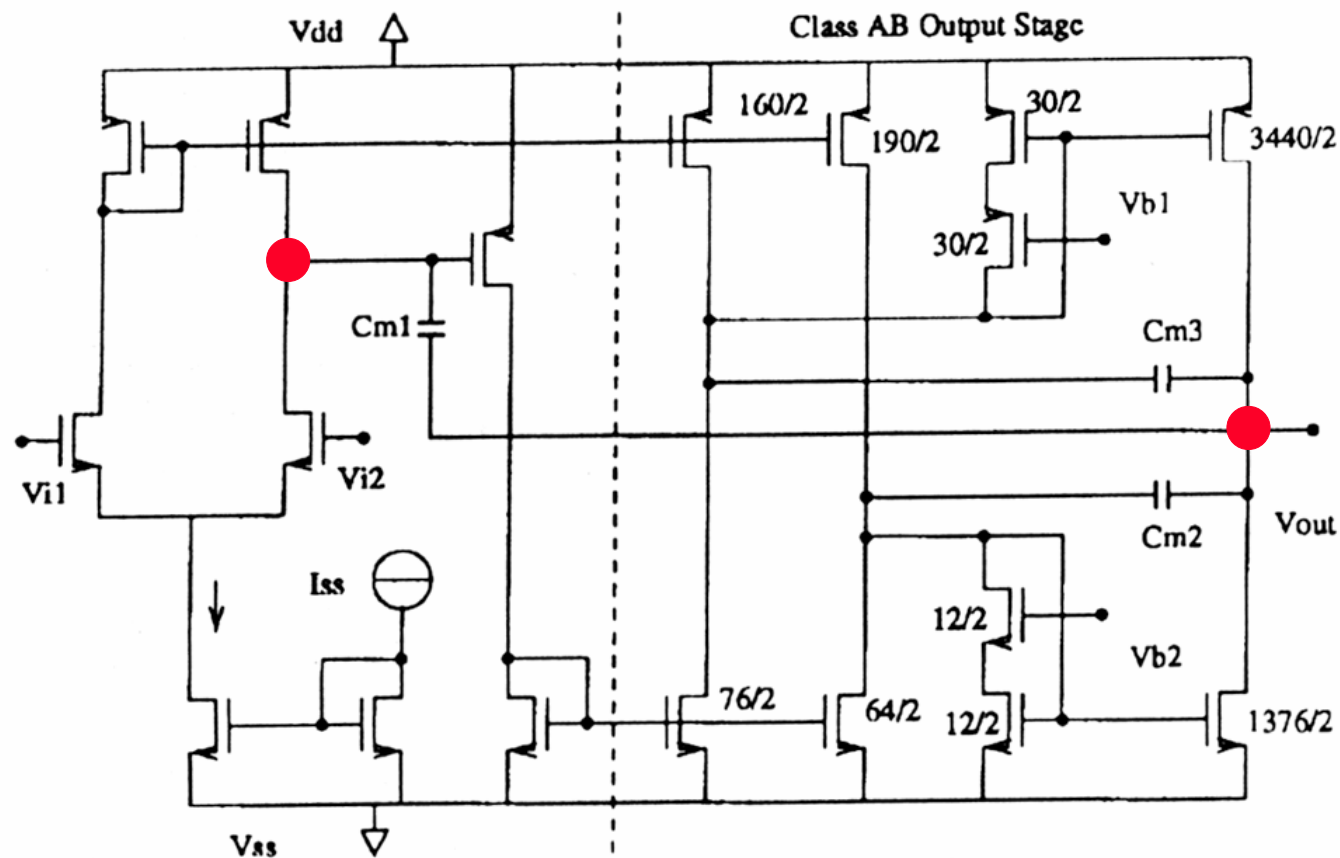 Vdd
Class AB Output Stage
160/2
190/2
30/2
3440/2
Vb1
30/2
Cm1
Cm3
Vi1
Vi2
Cm2
Vout
Iss
12/2
Vb2
76/2
64/2
12/2
1376/2
Vss